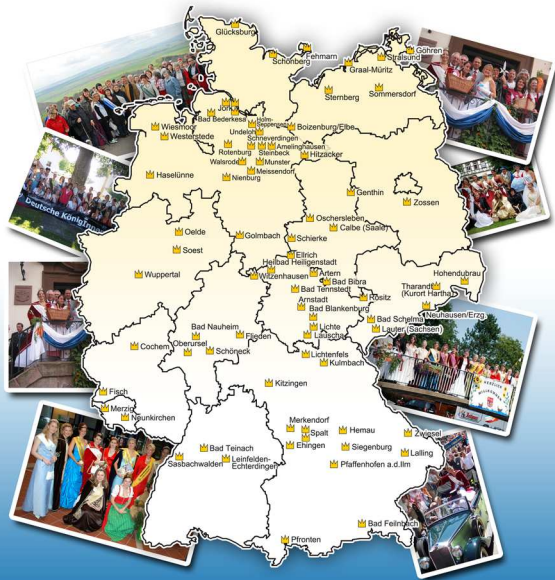 Glücksburg
Fehmarn
Schönberg
Stralsund
Göhren
Graal-Müritz
Sternberg
Sommersdorf
Jork
Bad Bederkesa
Holm-
Seppensen
Wiesmoor
Boizenburg/Elbe
Undeloh
Westerstede
Schneverdingen
Amelinghausen
Rotenburg
Steinbeck
Hitzacker
Walsrode
Munster
Meissendorf
Haselünne
Nienburg
Genthin
Zossen
Oschersleben
Calbe (Saale)
Oelde
Golmbach
Schierke
Soest
Ellrich
Heilbad Heiligenstadt
Wuppertal
Witzenhausen
Artern
Bad Bibra
Hohendubrau
Bad Tennstedt
Tharandt
(Kurort Hartha)
Rositz
Arnstadt
Bad Blankenburg
Neuhausen/Erzg.
Bad Schelma
Lichte
Lauter (Sachsen)
Bad Nauheim
Flieden
Lauscha
Cochem
Oberursel
Schöneck
Lichtenfels
Kulmbach
Kitzingen
Fisch
Merzig
Neunkirchen
Merkendorf
Spalt
Hemau
Zwiesel
Ehingen
Siegenburg
Lalling
Bad Teinach
Sasbachwalden
Leinfelden-
Echterdingen
Pfaffenhofen a.d.Ilm
Bad Feilnbach
Pfronten
Deutsche Königinnen